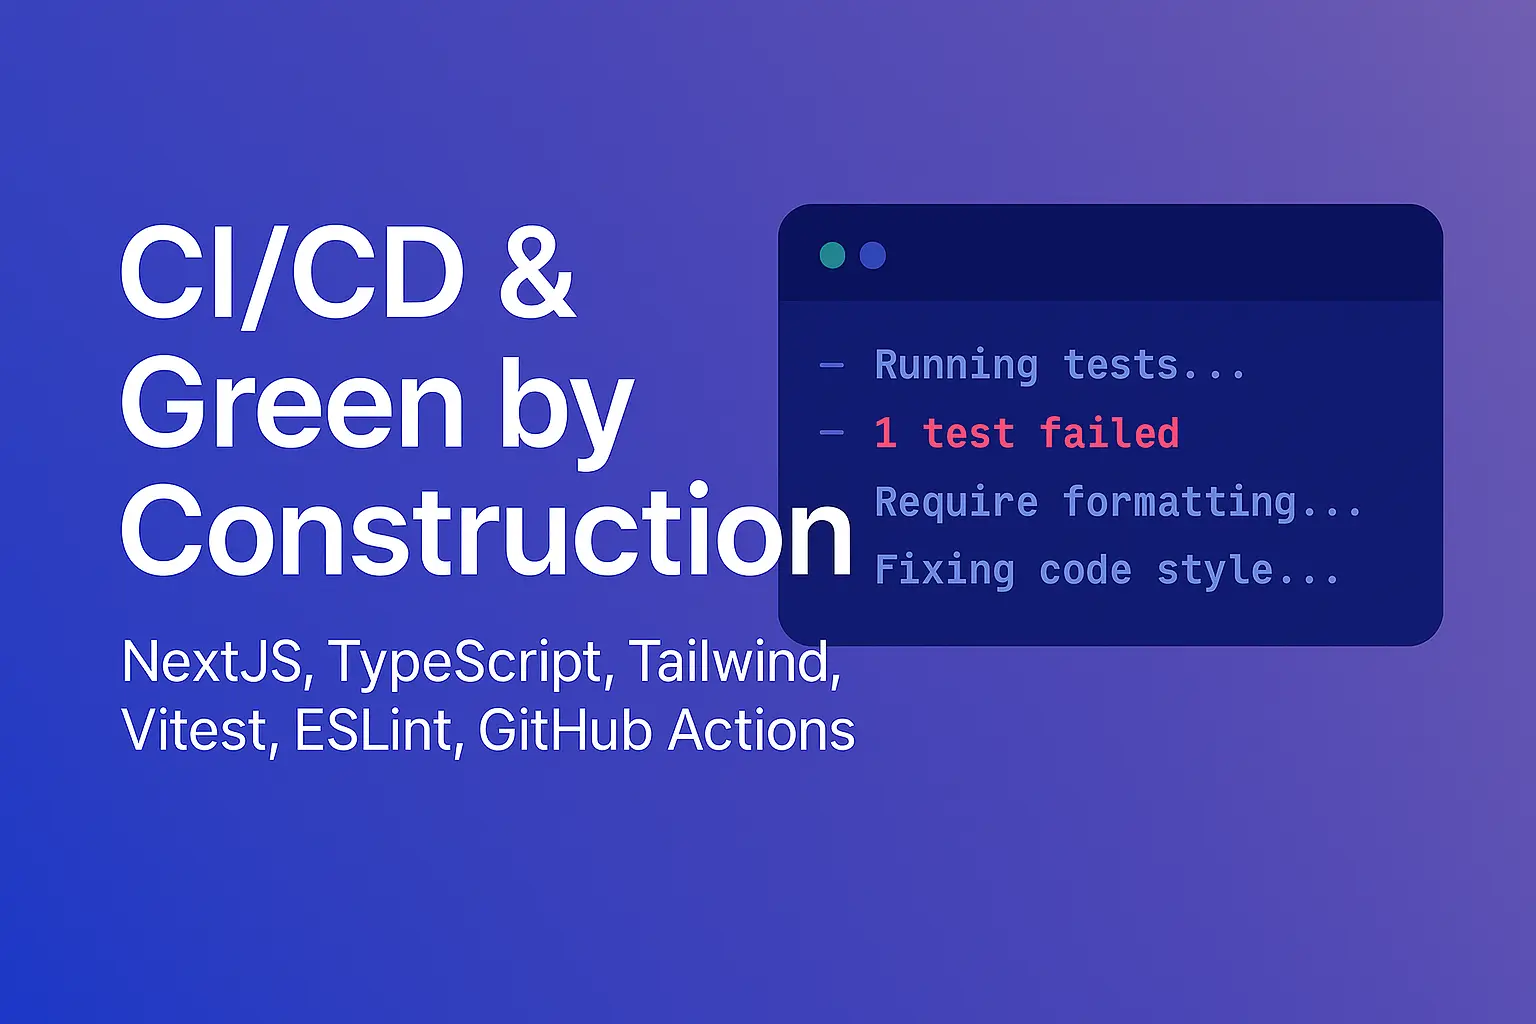 CI/CD &
Green by
Construction
NextJS, TypeScript, Tailwind,
Vitest, ESLint, GitHub Actions
– Running tests...
– 1 test failed
Require formatting...
Fixing code style...